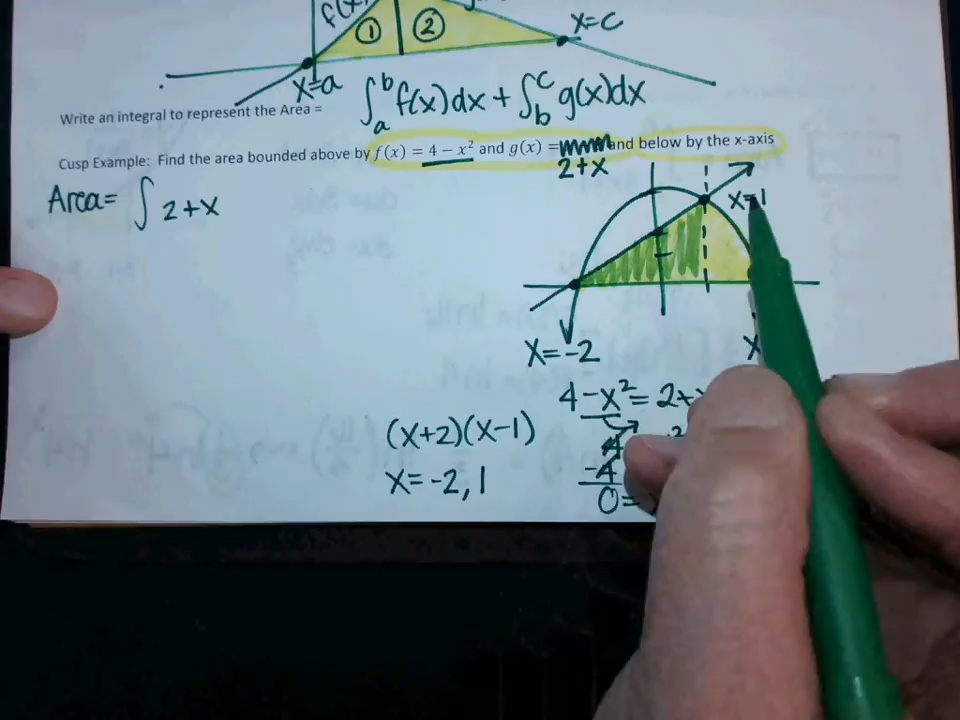 ① ②
x=c
x=a
Write an integral to represent the Area = ∫ₐᵇ f(x)dx + ∫_b^c g(x)dx
Cusp Example: Find the area bounded above by f(x) = 4 − x² and g(x) = and below by the x-axis
2+x
Area= ∫ 2+x
x=1
x=-2
x
4-x²= 2+x
(x+2)(x-1)
4
x=-2,1
-4
0=